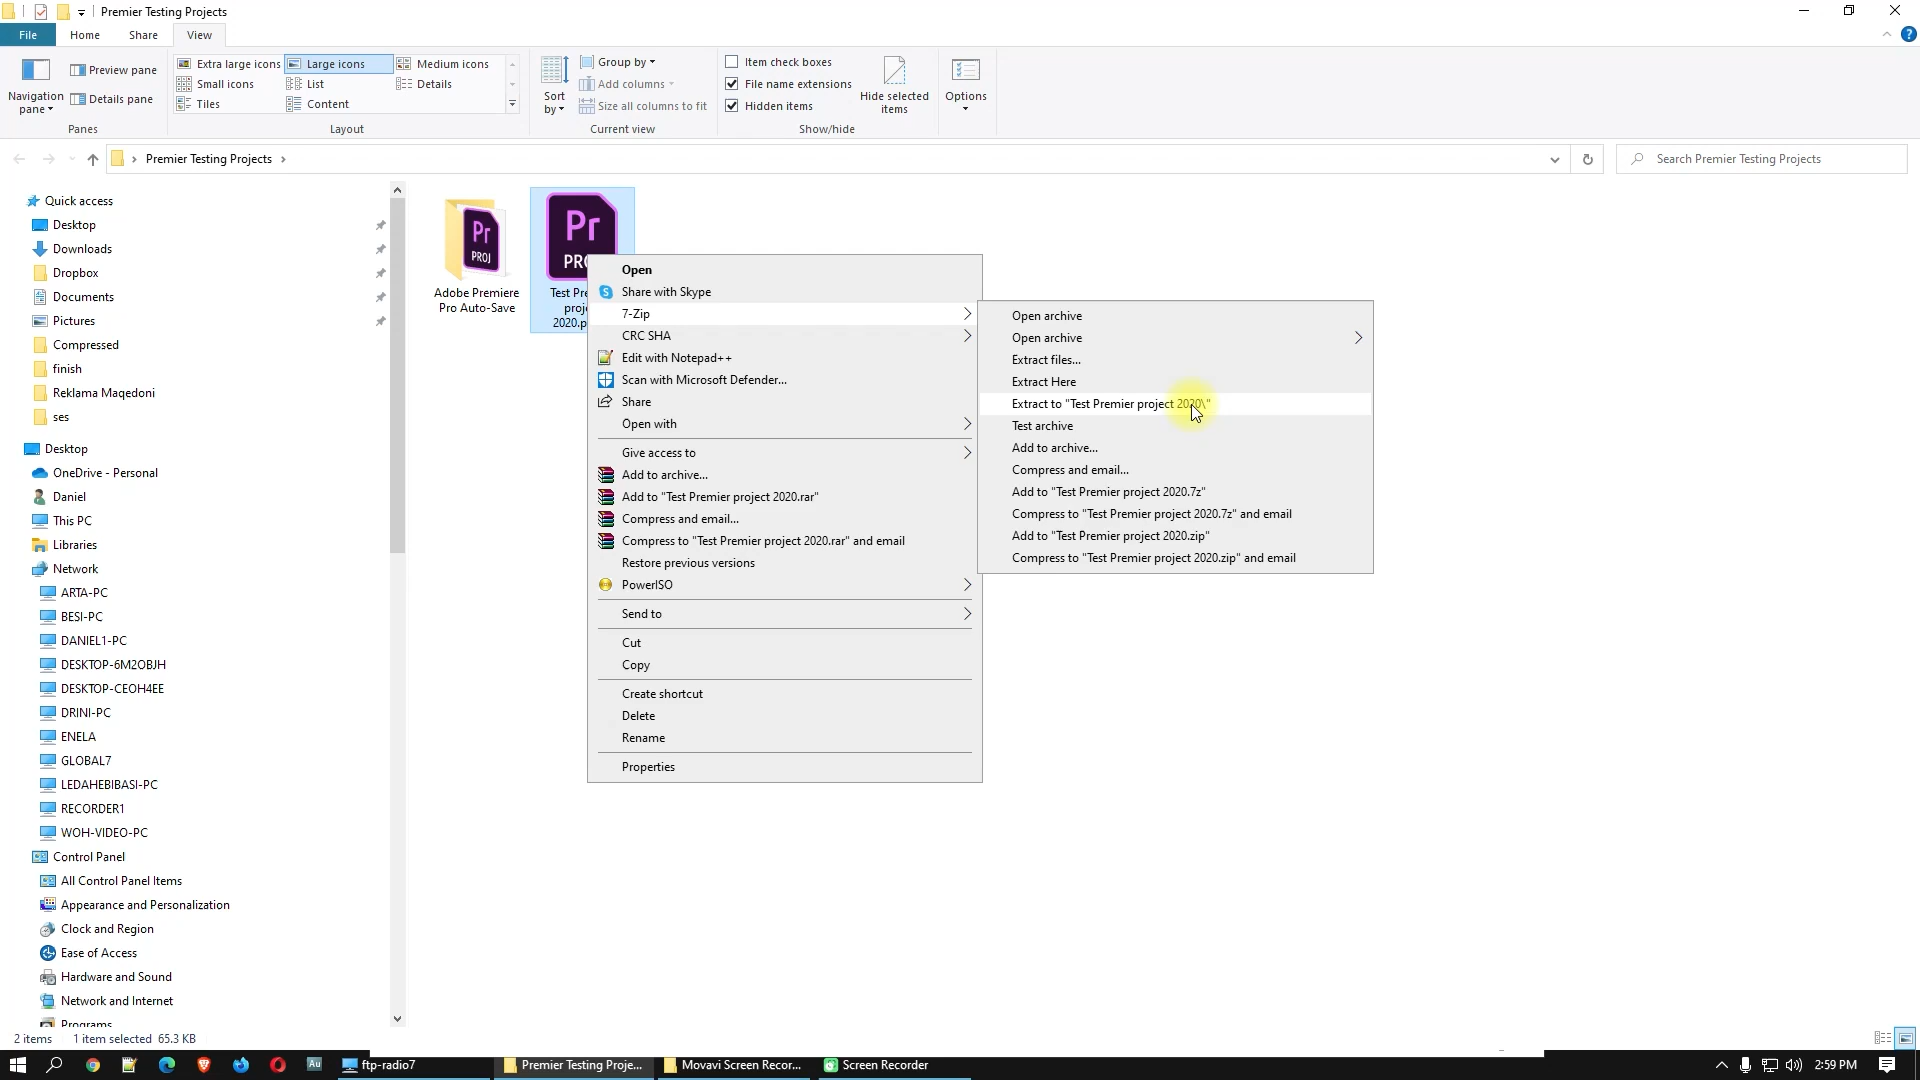 Premier Testing Projects
File
Home
Share
View
Navigation
pane
Preview pane
Details pane
Panes
Extra large icons
Large icons
Medium icons
Small icons
List
Details
Tiles
Content
Layout
Sort
by
Group by
Add columns
Size all columns to fit
Current view
Item check boxes
File name extensions
Hidden items
Hide selected
items
Show/hide
Options
Premier Testing Projects
Search Premier Testing Projects
Quick access
Desktop
Downloads
Dropbox
Documents
Pictures
Compressed
finish
Reklama Maqedoni
ses
Desktop
OneDrive - Personal
Daniel
This PC
Libraries
Network
ARTA-PC
BESI-PC
DANIEL1-PC
DESKTOP-6M2OBJH
DESKTOP-CEOH4EE
DRINI-PC
ENELA
GLOBAL7
LEDAHEBIBASI-PC
RECORDER1
WOH-VIDEO-PC
Control Panel
All Control Panel Items
Appearance and Personalization
Clock and Region
Ease of Access
Hardware and Sound
Network and Internet
Programs
Pr
PROJ
Adobe Premiere
Pro Auto-Save
Pr
PRO
Test Pre
proj
2020.p
Open
Share with Skype
7-Zip
CRC SHA
Edit with Notepad++
Scan with Microsoft Defender...
Share
Open with
Give access to
Add to archive...
Add to "Test Premier project 2020.rar"
Compress and email...
Compress to "Test Premier project 2020.rar" and email
Restore previous versions
PowerISO
Send to
Cut
Copy
Create shortcut
Delete
Rename
Properties
Open archive
Open archive
Extract files...
Extract Here
Extract to "Test Premier project 2020\"
Test archive
Add to archive...
Compress and email...
Add to "Test Premier project 2020.7z"
Compress to "Test Premier project 2020.7z" and email
Add to "Test Premier project 2020.zip"
Compress to "Test Premier project 2020.zip" and email
2 items
1 item selected 65.3 KB
Au
ftp-radio7
Premier Testing Proje...
Movavi Screen Recor...
Screen Recorder
2:59 PM